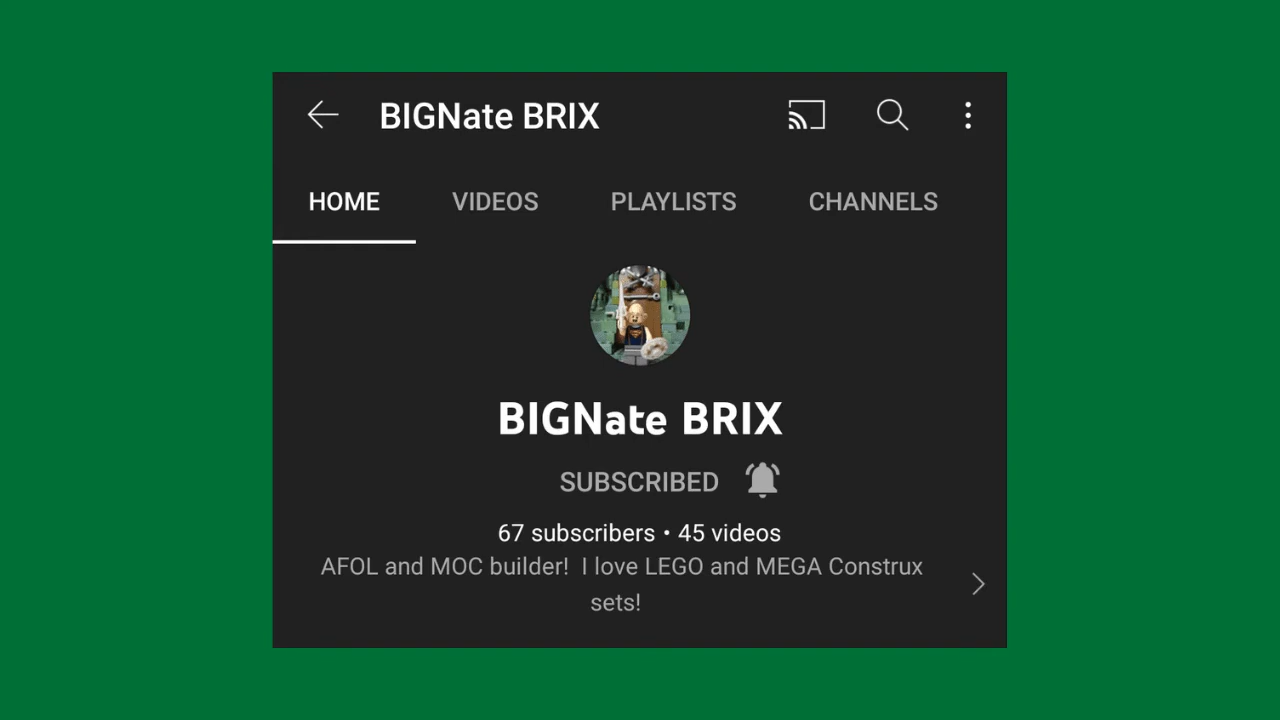 BIGNate BRIX
HOME VIDEOS PLAYLISTS CHANNELS
BIGNate BRIX
SUBSCRIBED
67 subscribers • 45 videos
AFOL and MOC builder!  I love LEGO and MEGA Construx
sets!